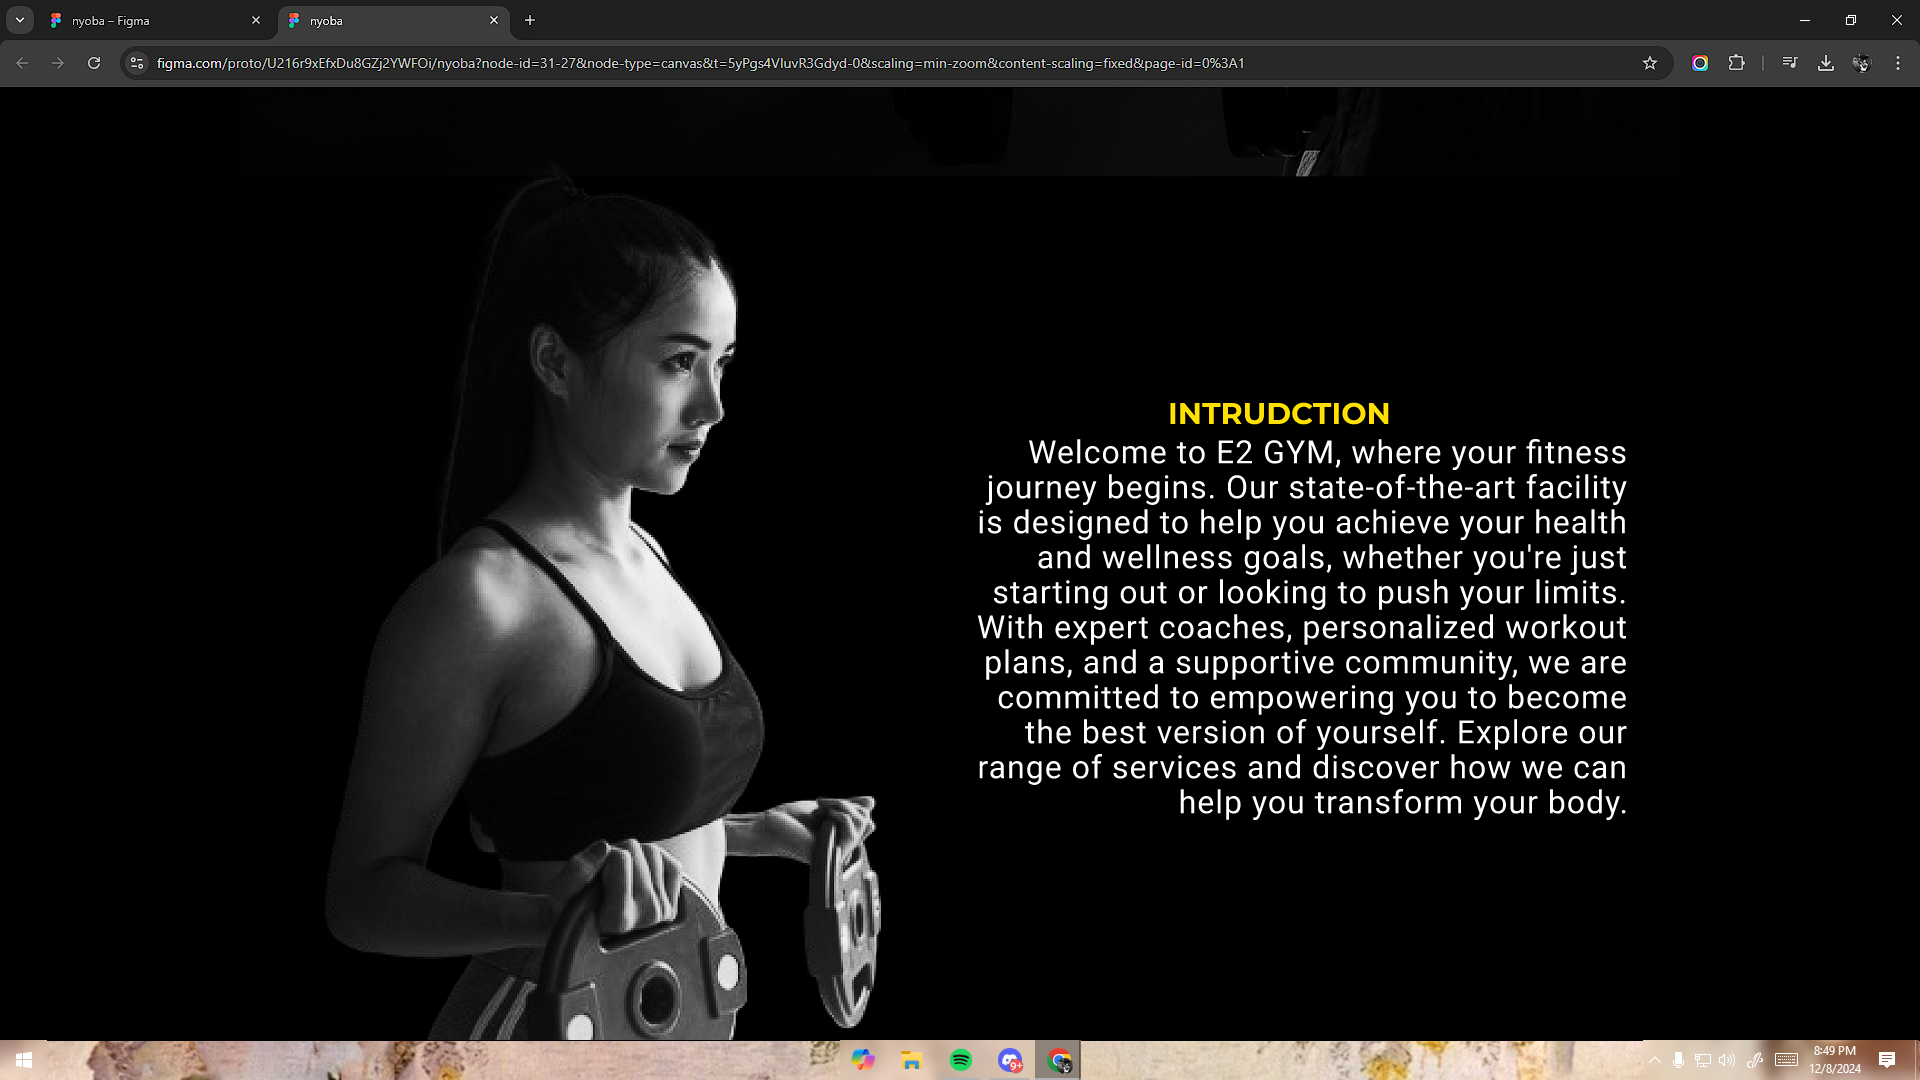 nyoba – Figma
nyoba
figma.com/proto/U216r9xEfxDu8GZj2YWFOi/nyoba?node-id=31-27&node-type=canvas&t=5yPgs4VIuvR3Gdyd-0&scaling=min-zoom&content-scaling=fixed&page-id=0%3A1
INTRUDCTION
Welcome to E2 GYM, where your fitness
journey begins. Our state-of-the-art facility
is designed to help you achieve your health
and wellness goals, whether you're just
starting out or looking to push your limits.
With expert coaches, personalized workout
plans, and a supportive community, we are
committed to empowering you to become
the best version of yourself. Explore our
range of services and discover how we can
help you transform your body.
9+
8:49 PM
12/8/2024